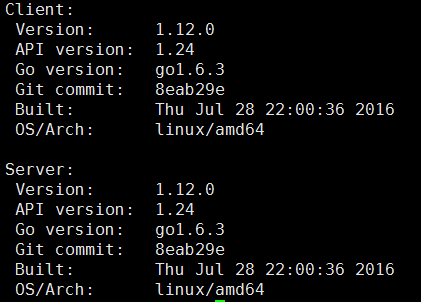 Client:
 Version:      1.12.0
 API version:  1.24
 Go version:   go1.6.3
 Git commit:   8eab29e
 Built:        Thu Jul 28 22:00:36 2016
 OS/Arch:      linux/amd64

Server:
 Version:      1.12.0
 API version:  1.24
 Go version:   go1.6.3
 Git commit:   8eab29e
 Built:        Thu Jul 28 22:00:36 2016
 OS/Arch:      linux/amd64